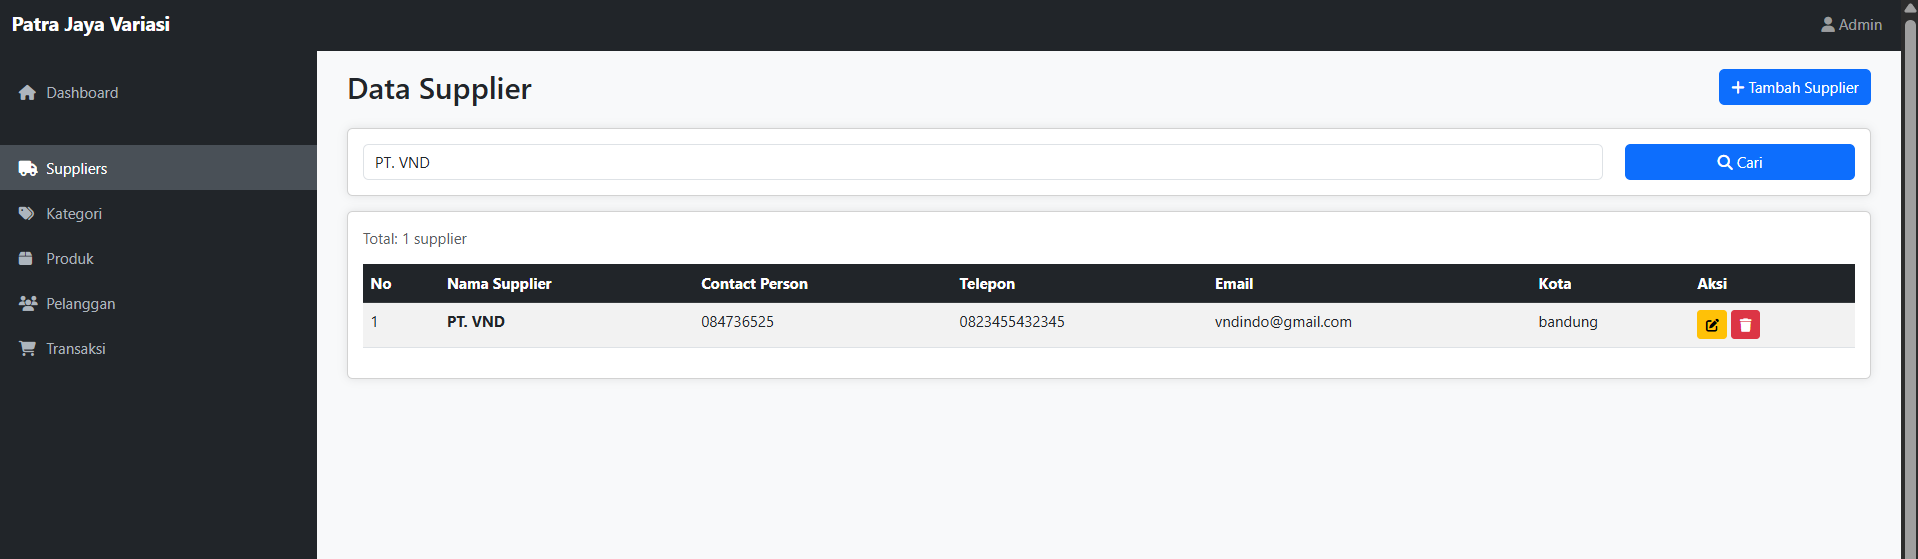 Patra Jaya Variasi
Admin
Dashboard
Suppliers
Kategori
Produk
Pelanggan
Transaksi
Data Supplier
Tambah Supplier
PT. VND
Cari
Total: 1 supplier
No Nama Supplier Contact Person Telepon Email Kota Aksi
1 PT. VND 084736525 0823455432345 vndindo@gmail.com bandung